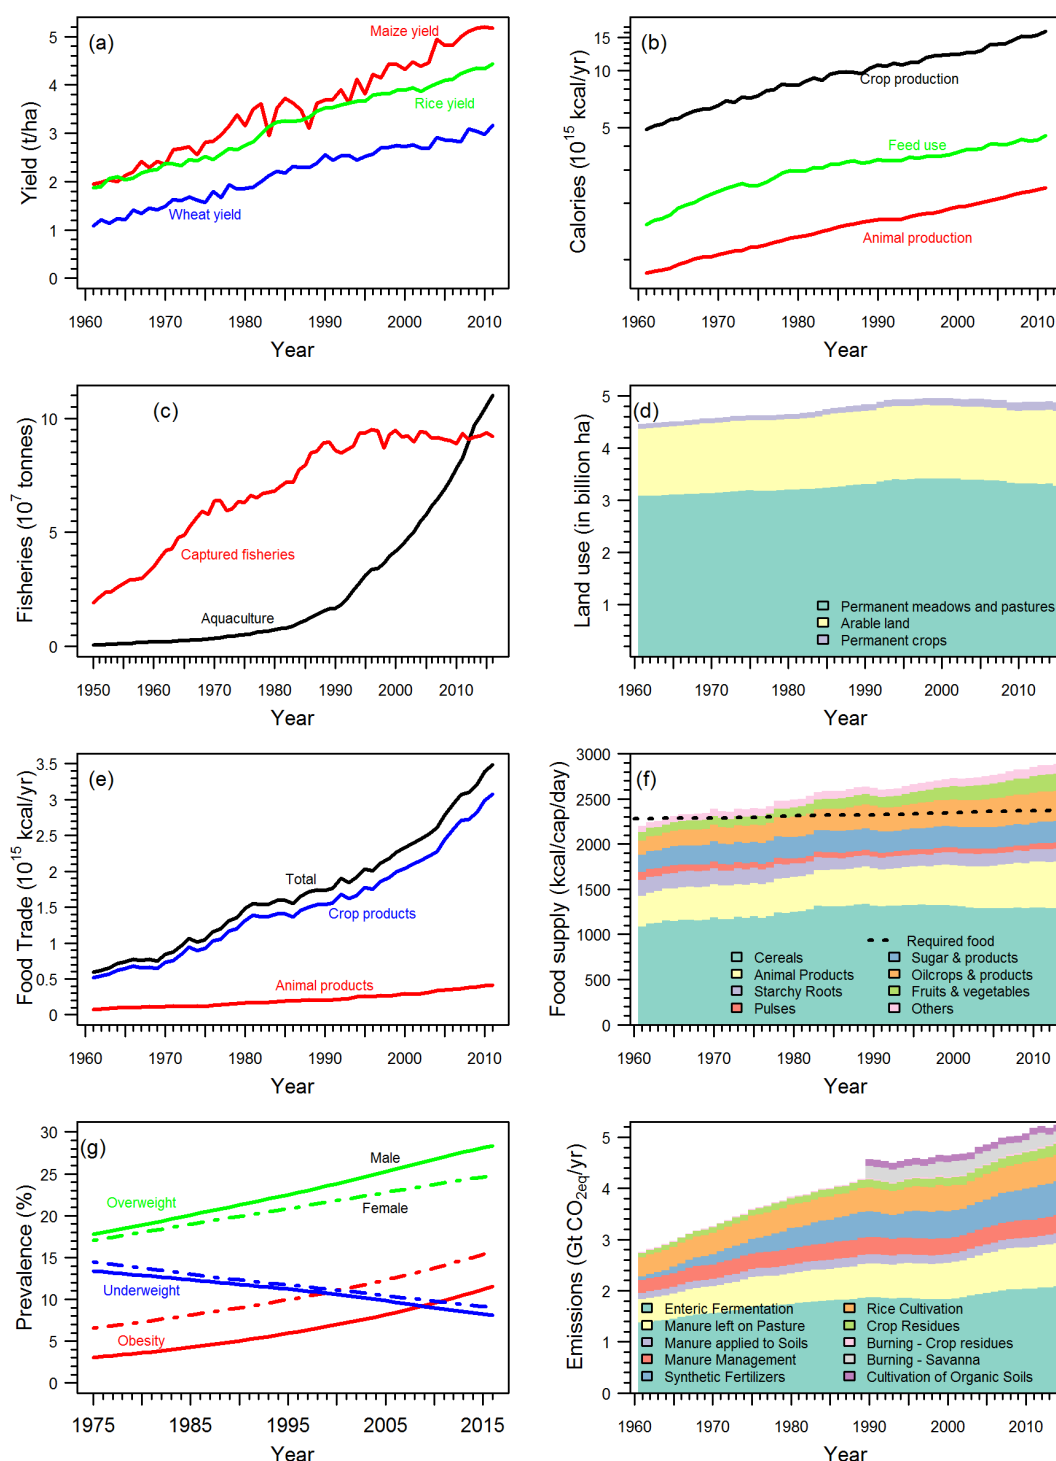 (a)
Maize yield
Rice yield
Wheat yield
Yield (t/ha)
0
1
2
3
4
5
1960 1970 1980 1990 2000 2010
Year
(b)
Crop production
Feed use
Animal production
Calories (10^15 kcal/yr)
5
10
15
1960 1970 1980 1990 2000 2010
Year
(c)
Captured fisheries
Aquaculture
Fisheries (10^7 tonnes)
0
5
10
1950 1960 1970 1980 1990 2000 2010
Year
(d)
Land use (in billion ha)
1
2
3
4
5
Permanent meadows and pastures
Arable land
Permanent crops
1960 1970 1980 1990 2000 2010
Year
(e)
Total
Crop products
Animal products
Food Trade (10^15 kcal/yr)
0
0.5
1
1.5
2
2.5
3
3.5
1960 1970 1980 1990 2000 2010
Year
(f)
Food supply (kcal/cap/day)
0
500
1000
1500
2000
2500
3000
Required food
Cereals
Animal Products
Starchy Roots
Pulses
Sugar & products
Oilcrops & products
Fruits & vegetables
Others
1960 1970 1980 1990 2000 2010
Year
(g)
Overweight
Male
Female
Underweight
Obesity
Prevalence (%)
0
5
10
15
20
25
30
1975 1985 1995 2005 2015
Year
Emissions (Gt CO2eq/yr)
0
1
2
3
4
5
Enteric Fermentation
Manure left on Pasture
Manure applied to Soils
Manure Management
Synthetic Fertilizers
Rice Cultivation
Crop Residues
Burning - Crop residues
Burning - Savanna
Cultivation of Organic Soils
1960 1970 1980 1990 2000 2010
Year